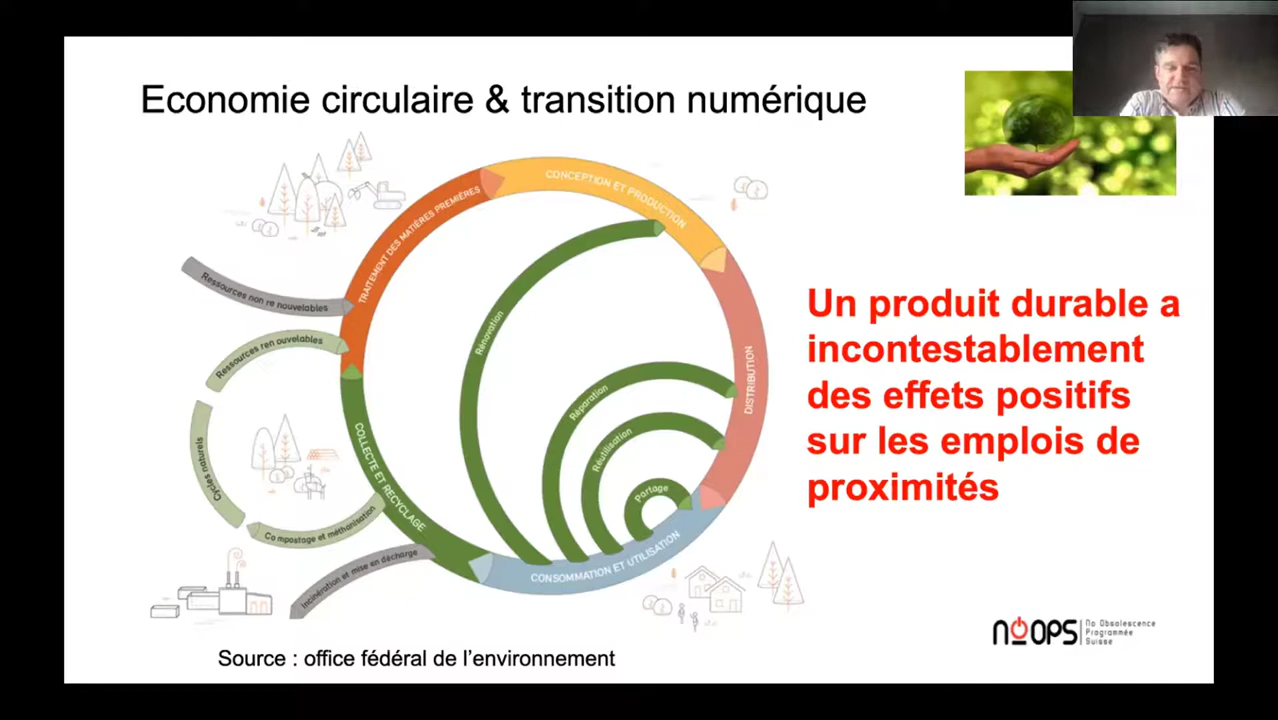 Economie circulaire & transition numérique
CONCEPTION ET PRODUCTION
TRAITEMENT DES MATIÈRES PREMIÈRES
Ressources non re nouvelables
Ressources ren ouvelables
Rénovation
Un produit durable a
incontestablement
des effets positifs
sur les emplois de
proximités
DISTRIBUTION
Réparation
Réutilisation
Partage
COLLECTE ET RECYCLAGE
Cycles naturels
Co mpostage et méthanisation
Incinération et mise en décharge
CONSOMMATION ET UTILISATION
NOOPS
No Obsolescence
Programmée
Suisse
Source : office fédéral de l'environnement